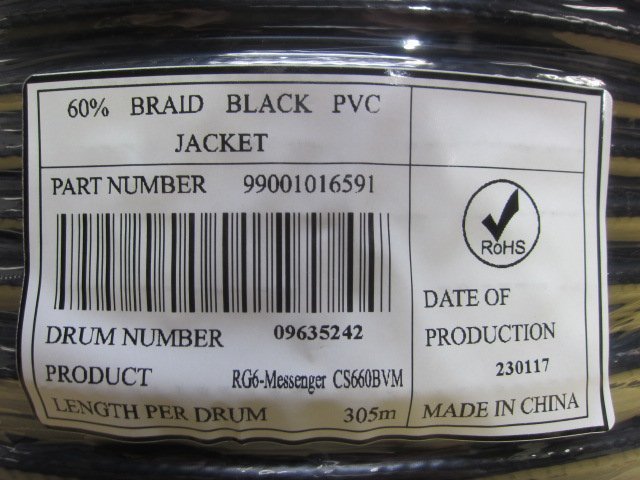 60% BRAID BLACK PVC
JACKET
PART NUMBER 99001016591
RoHS
DRUM NUMBER 09635242
PRODUCT RG6-Messenger CS660BVM
LENGTH PER DRUM 305m
DATE OF
PRODUCTION
230117
MADE IN CHINA